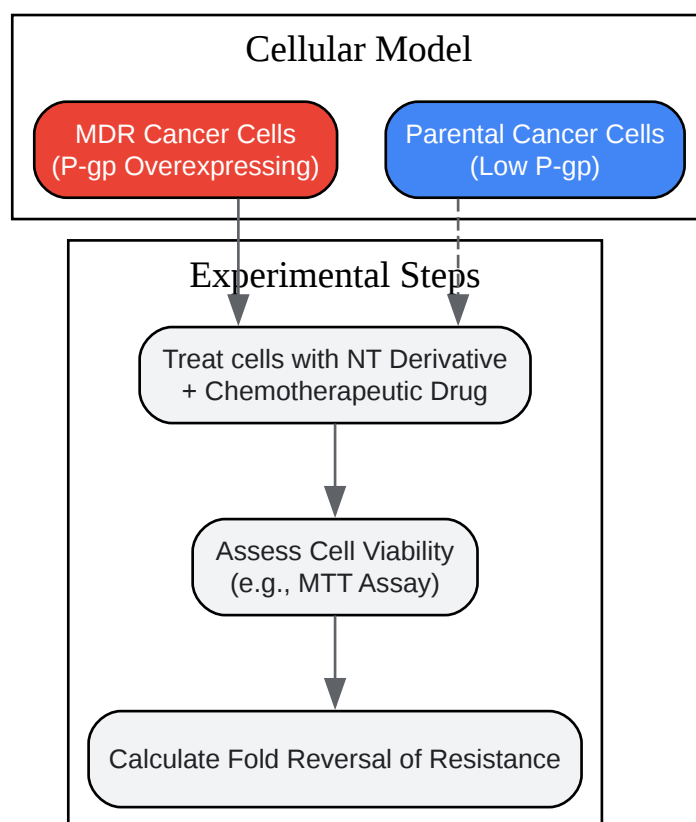 Cellular Model
MDR Cancer Cells
(P-gp Overexpressing)
Parental Cancer Cells
(Low P-gp)
Experimental Steps
Treat cells with NT Derivative
+ Chemotherapeutic Drug
Assess Cell Viability
(e.g., MTT Assay)
Calculate Fold Reversal of Resistance